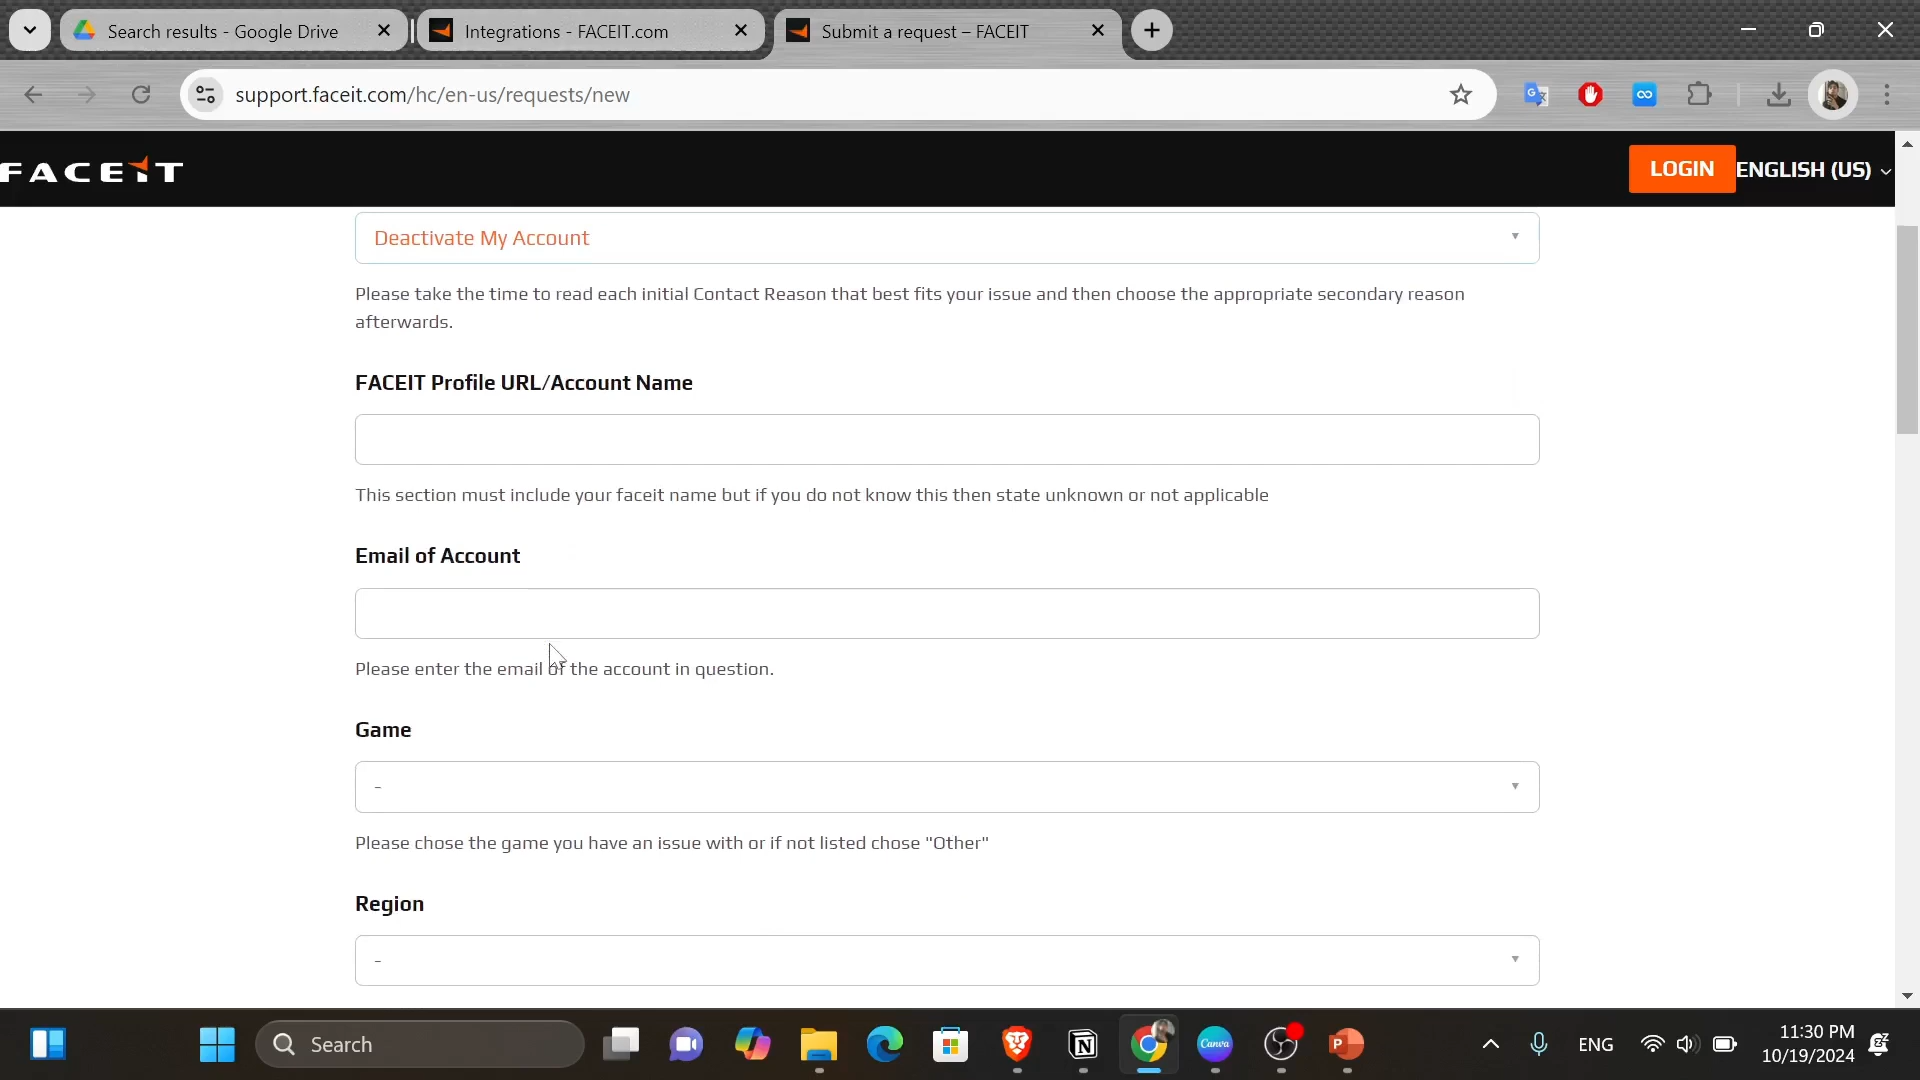 Search results - Google Drive
Integrations - FACEIT.com
Submit a request – FACEIT
support.faceit.com/hc/en-us/requests/new
FACEIT
LOGIN
ENGLISH (US)
Deactivate My Account
Please take the time to read each initial Contact Reason that best fits your issue and then choose the appropriate secondary reason
afterwards.
FACEIT Profile URL/Account Name
This section must include your faceit name but if you do not know this then state unknown or not applicable
Email of Account
Please enter the email of the account in question.
Game
-
Please chose the game you have an issue with or if not listed chose "Other"
Region
-
Search
Canva
ENG
11:30 PM
10/19/2024